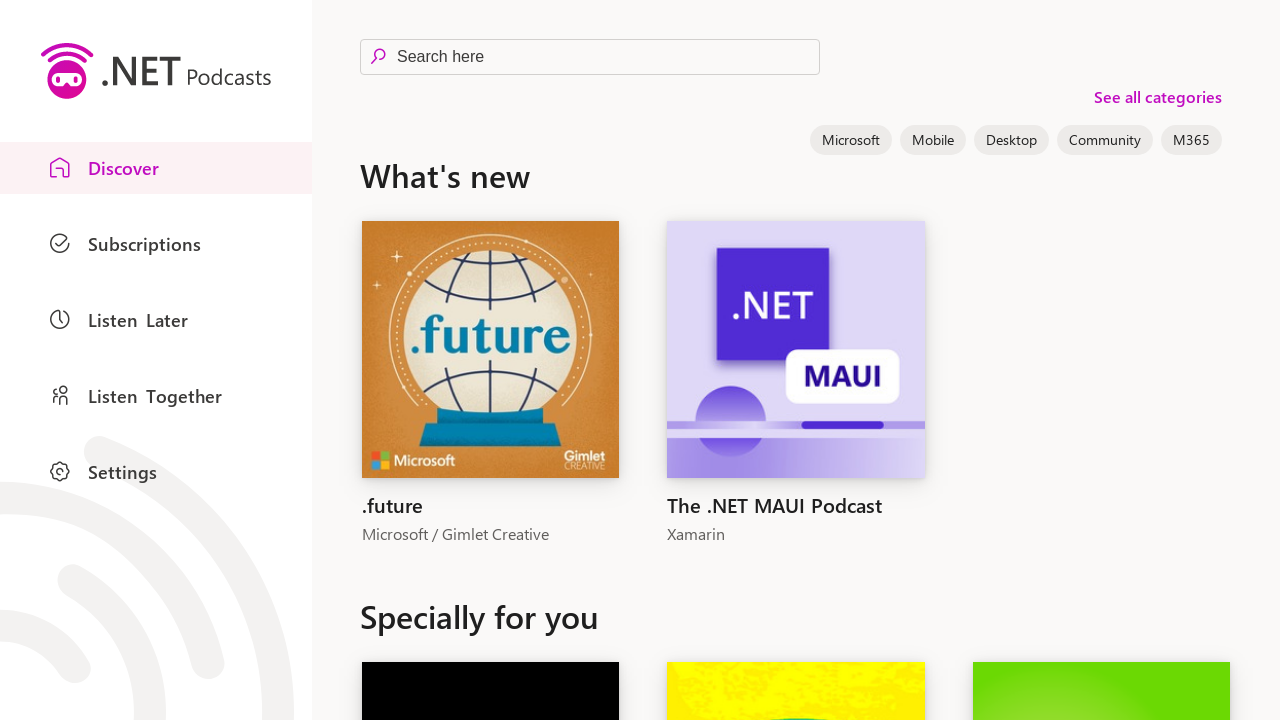 .NET Podcasts
Discover
Subscriptions
Listen Later
Listen Together
Settings
Search here
See all categories
Microsoft
Mobile
Desktop
Community
M365
What's new
.future
Microsoft
Gimlet
CREATIVE
.NET
MAUI
.future
Microsoft / Gimlet Creative
The .NET MAUI Podcast
Xamarin
Specially for you